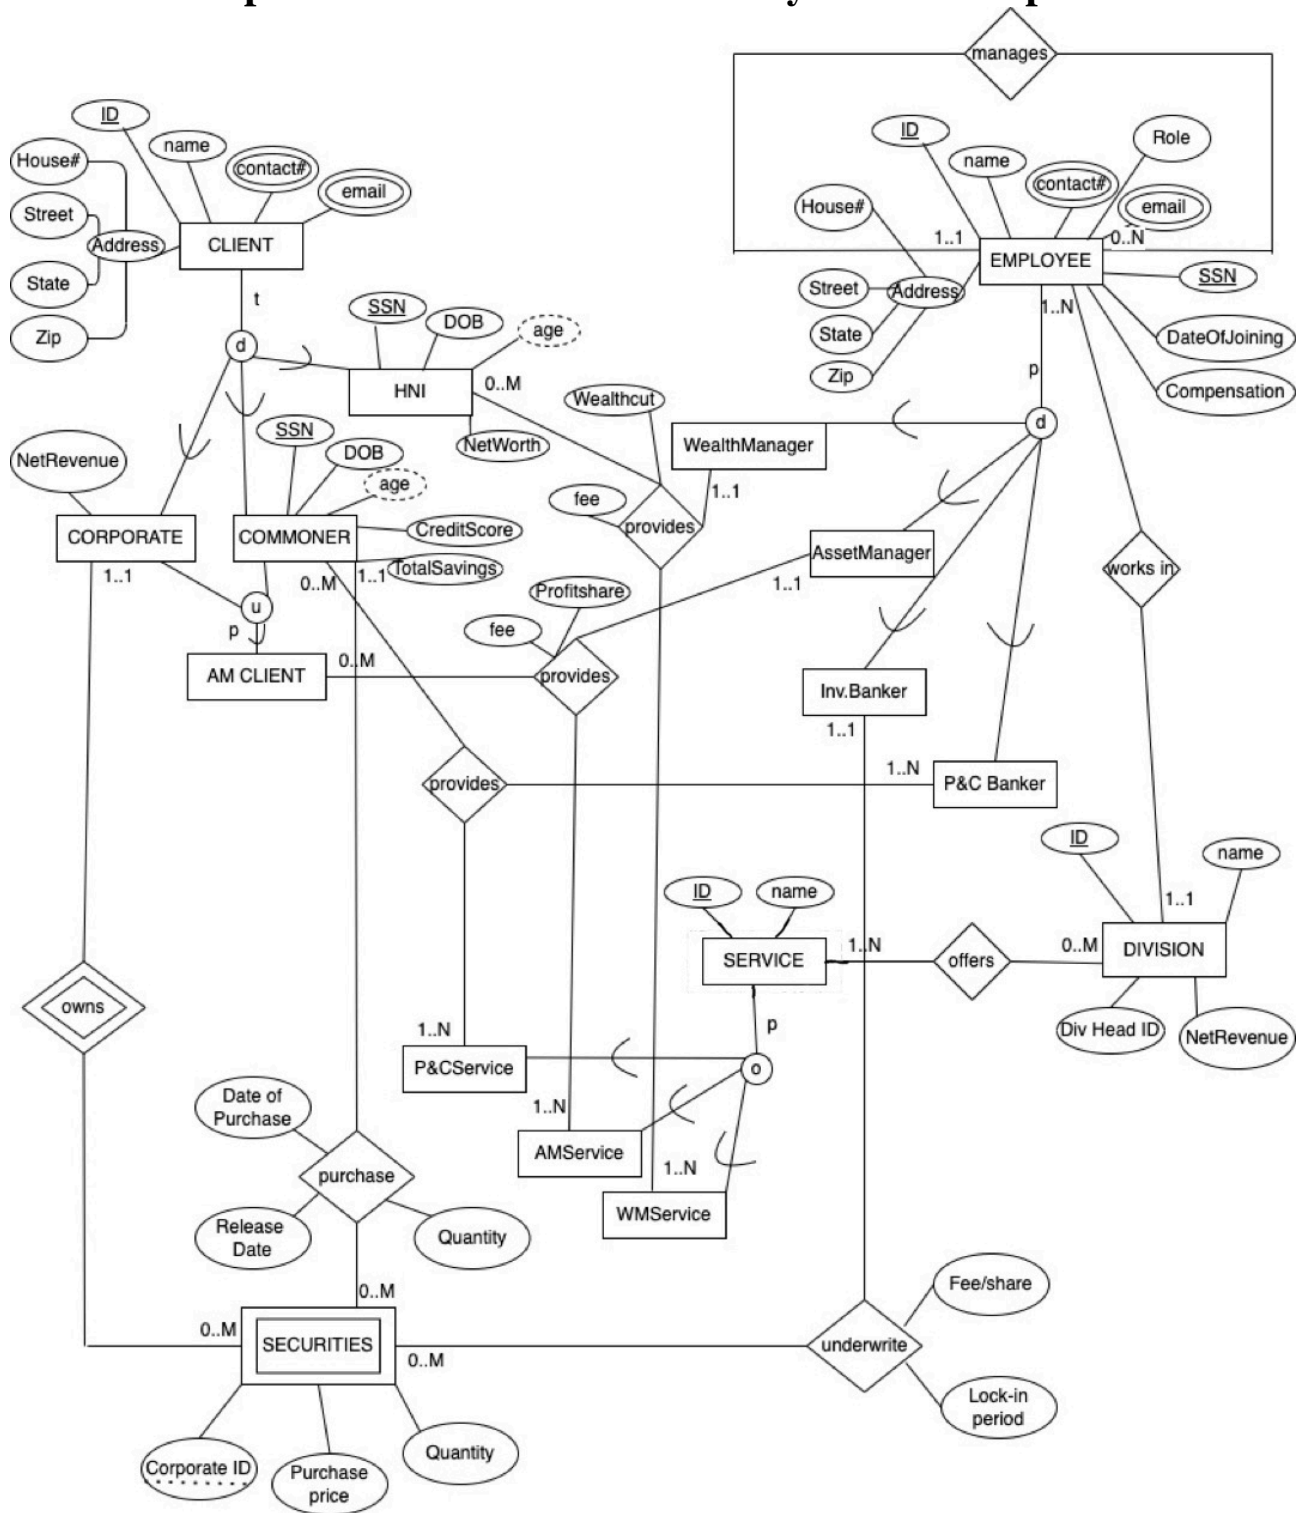 manages
ID
name
contact#
email
House#
Street
Address
State
Zip
CLIENT
t
d
ID
name
contact#
Role
email
House#
1..1
0..N
EMPLOYEE
Street
Address
SSN
State
Zip
1..N
DateOfJoining
Compensation
p
d
SSN
DOB
age
HNI
0..M
NetWorth
Wealthcut
WealthManager
1..1
fee
provides
NetRevenue
SSN
DOB
age
CORPORATE
COMMONER
CreditScore
TotalSavings
1..1
0..M
1..1
AssetManager
1..1
works in
u
p
Profitshare
fee
AM CLIENT
0..M
provides
Inv.Banker
1..1
provides
1..N
P&C Banker
ID
name
1..1
DIVISION
Div Head ID
NetRevenue
ID
name
SERVICE
1..N
offers
0..M
p
o
owns
1..N
P&CService
1..N
AMService
1..N
WMService
Date of
Purchase
purchase
Release
Date
Quantity
0..M
0..M
SECURITIES
0..M
underwrite
Fee/share
Lock-in
period
Corporate ID
Purchase
price
Quantity